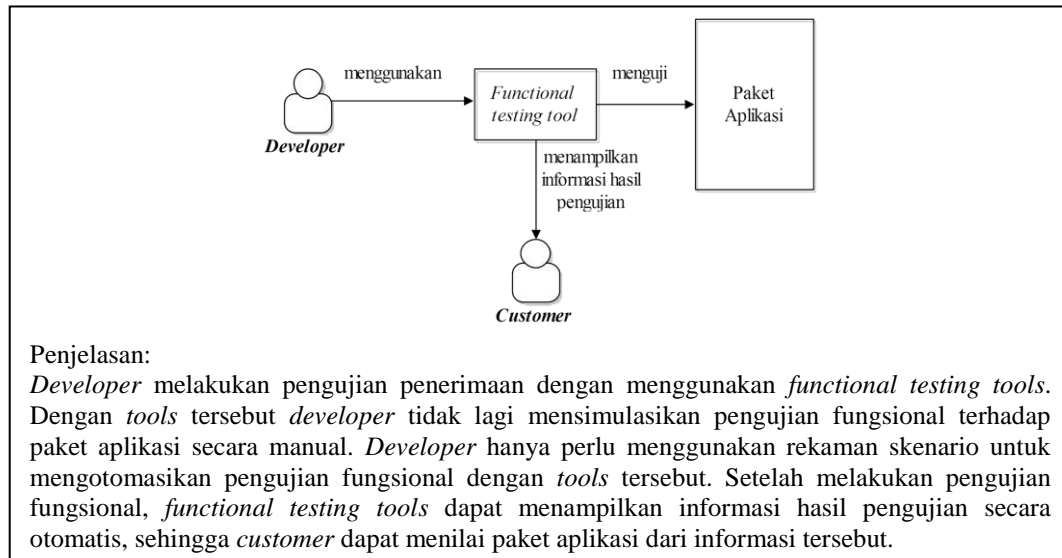 menggunakan
menguji
Functional
testing tool
Paket
Aplikasi
Developer
menampilkan
informasi hasil
pengujian
Customer
Penjelasan:
Developer melakukan pengujian penerimaan dengan menggunakan functional testing tools.
Dengan tools tersebut developer tidak lagi mensimulasikan pengujian fungsional terhadap
paket aplikasi secara manual. Developer hanya perlu menggunakan rekaman skenario untuk
mengotomasikan pengujian fungsional dengan tools tersebut. Setelah melakukan pengujian
fungsional, functional testing tools dapat menampilkan informasi hasil pengujian secara
otomatis, sehingga customer dapat menilai paket aplikasi dari informasi tersebut.